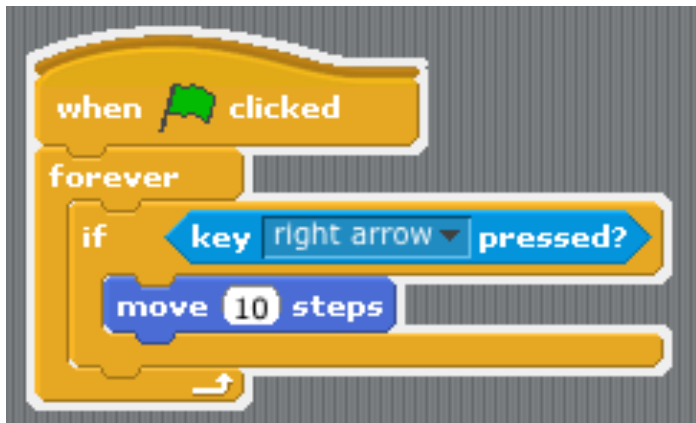 when clicked
forever
if key right arrow pressed?
move 10 steps